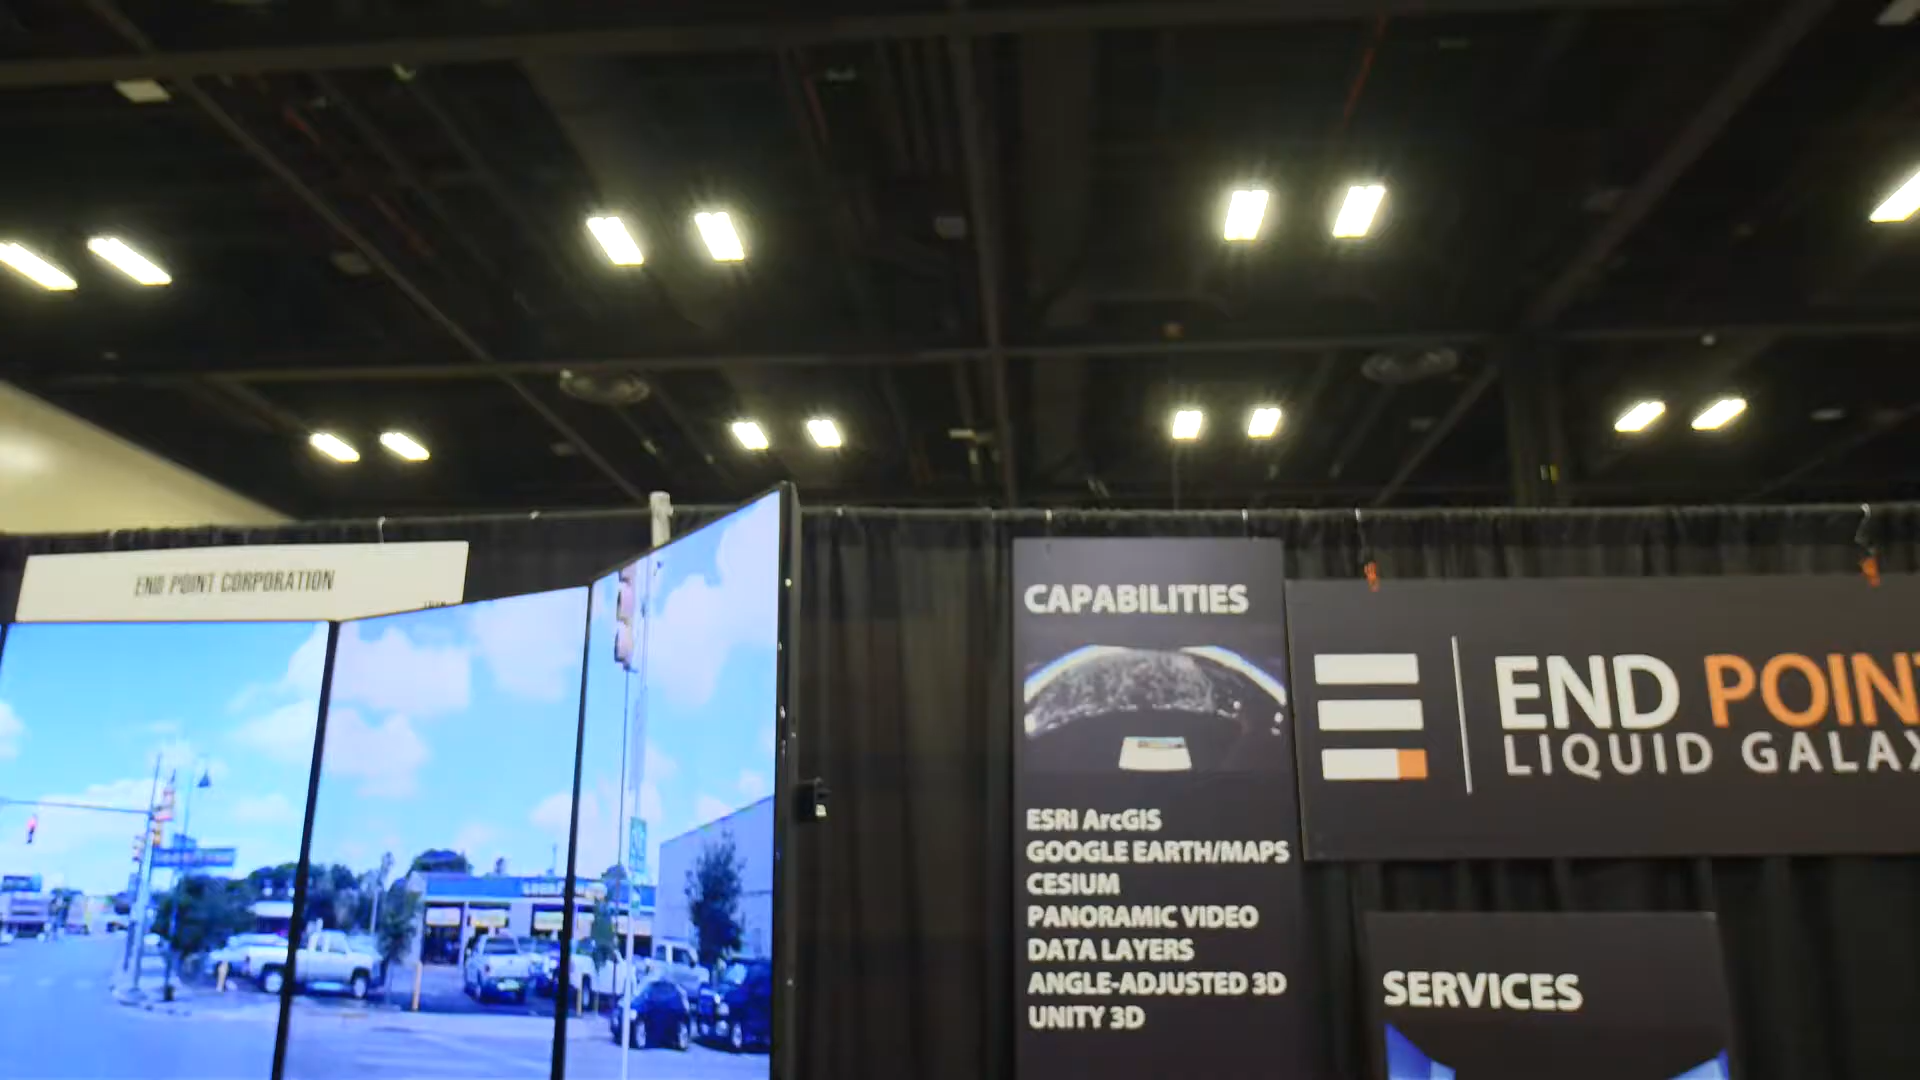 END POINT CORPORATION
CAPABILITIES
ESRI ArcGIS
GOOGLE EARTH/MAPS
CESIUM
PANORAMIC VIDEO
DATA LAYERS
ANGLE-ADJUSTED 3D
UNITY 3D
END POIN
LIQUID GALAX
SERVICES